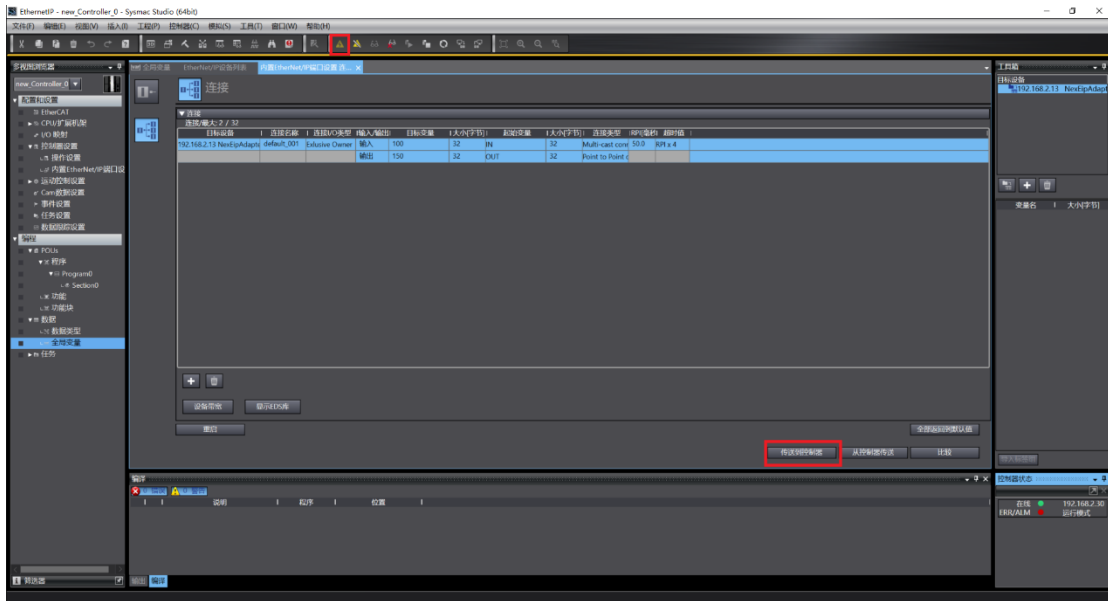 EthernetIP - new_Controller_0 - Sysmac Studio (64bit)
文件(F) 编辑(E) 视图(V) 插入(I) 工程(P) 控制器(C) 模拟(S) 工具(T) 窗口(W) 帮助(H)
多视图浏览器
new_Controller_0
配置和设置
EtherCAT
CPU/扩展机架
I/O 映射
控制器设置
操作设置
内置EtherNet/IP端口设
运动控制设置
Cam数据设置
事件设置
任务设置
数据跟踪设置
编程
POUs
程序
Program0
Section0
功能
功能块
数据
数据类型
全局变量
任务
筛选器
全局变量 EtherNet/IP设备列表 内置EtherNet/IP端口设置 连...
连接
连接
连接/最大: 2 / 32
目标设备 连接名称 连接I/O类型 输入/输出 目标变量 大小[字节] 起始变量 大小[字节] 连接类型 RPI[毫秒] 超时值
192.168.2.13 NexEipAdapte default_001 Exlusive Owner 输入 100 32 IN 32 Multi-cast conr 50.0 RPI x 4
输出 150 32 OUT 32 Point to Point c
设备带宽 显示EDS库
重启 全部返回到默认值
传送到控制器 从控制器传送 比较
编译
0 错误 0 警告
说明 程序 位置
输出 编译
工具箱
目标设备
192.168.2.13 NexEipAdapt
变量名 大小[字节]
控制器状态
在线 192.168.2.30
ERR/ALM 运行模式